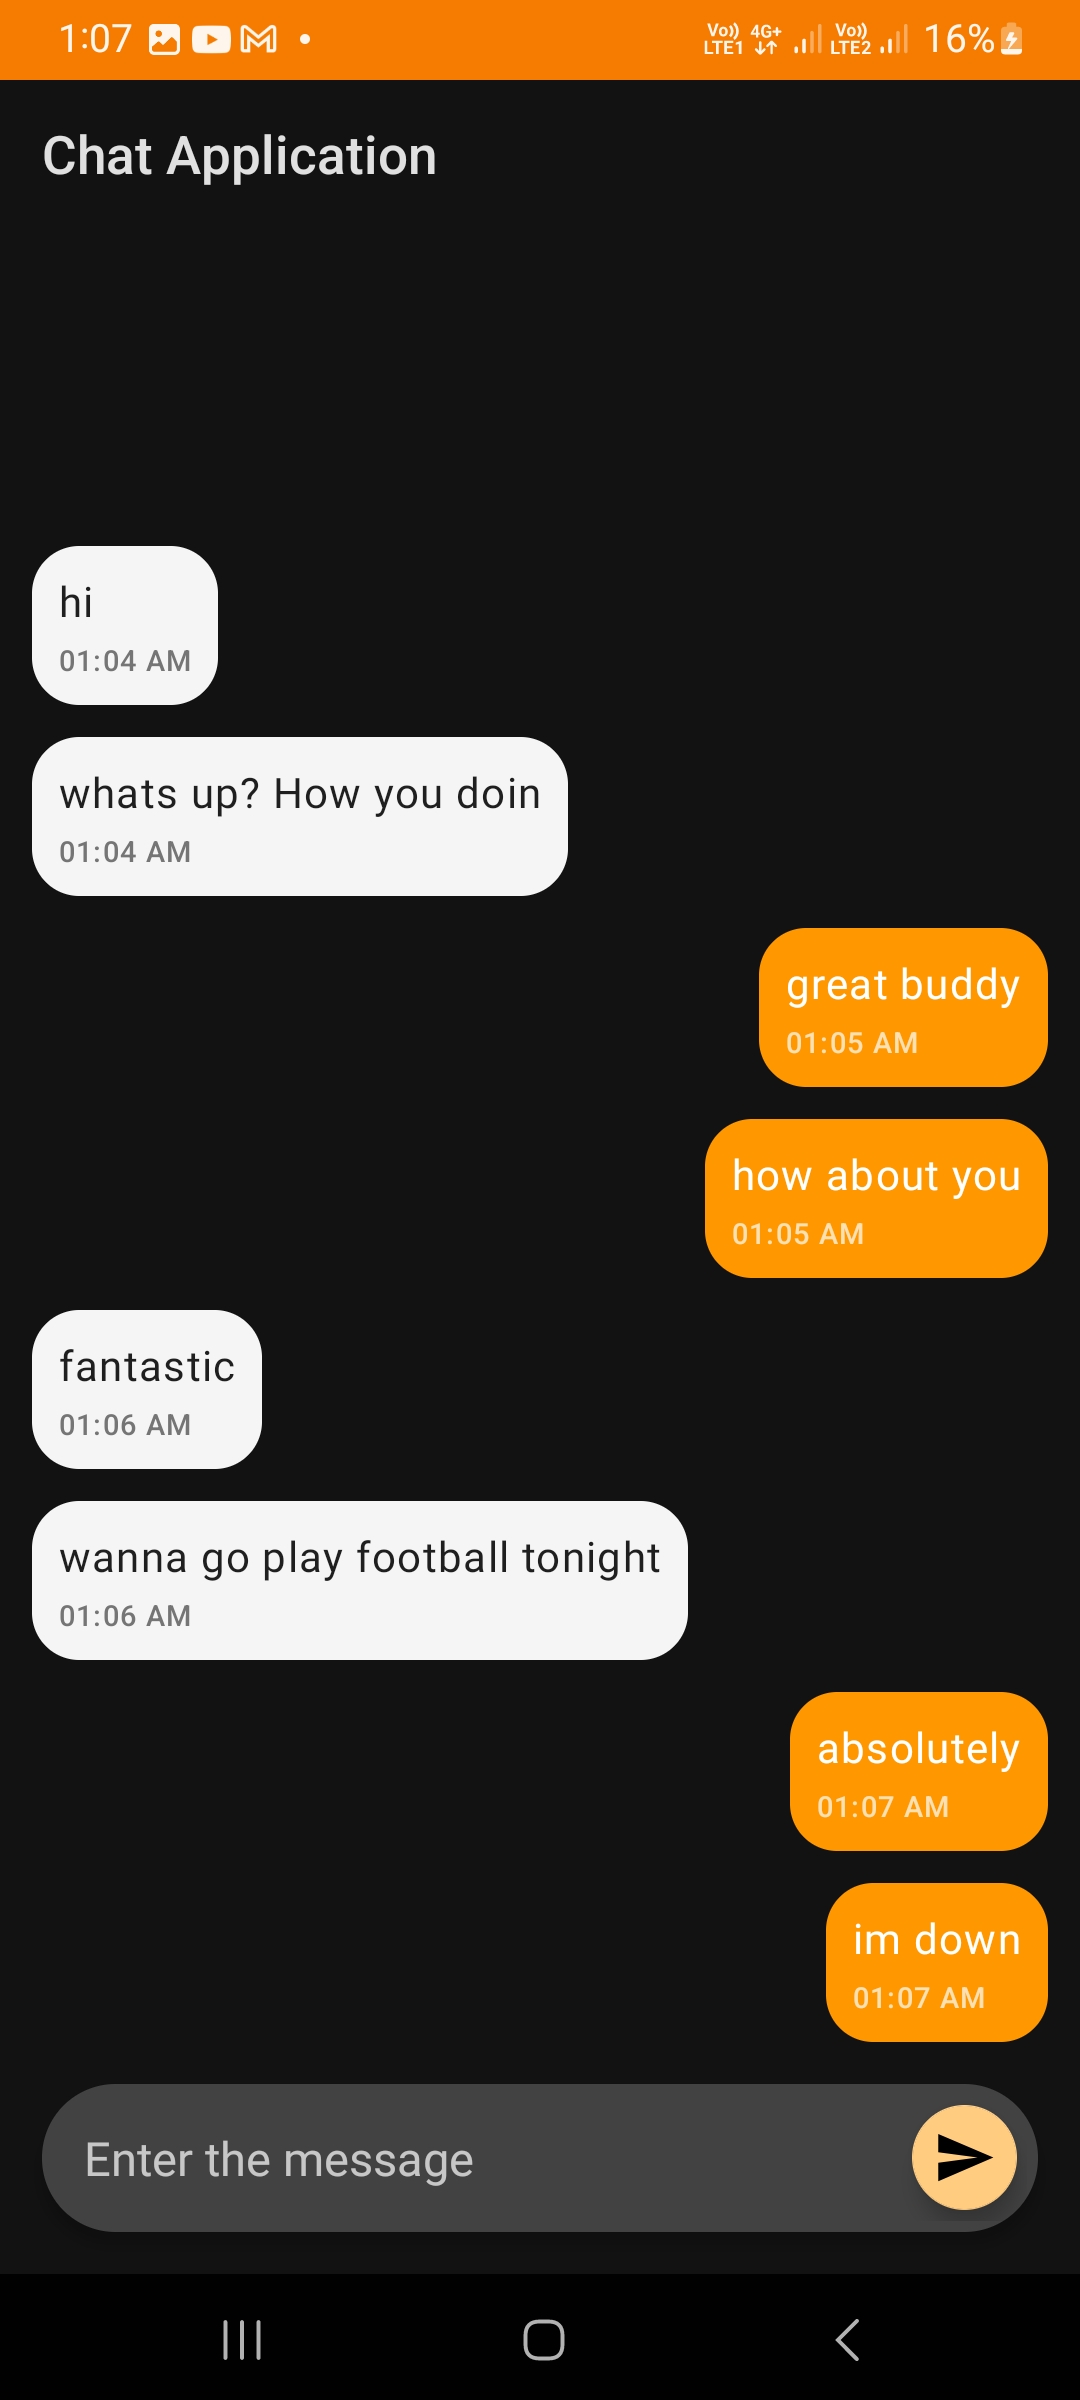 1:07
Vo)) 4G+ Vo)) 16%
LTE1 LTE2
Chat Application
hi
01:04 AM
whats up? How you doin
01:04 AM
great buddy
01:05 AM
how about you
01:05 AM
fantastic
01:06 AM
wanna go play football tonight
01:06 AM
absolutely
01:07 AM
im down
01:07 AM
Enter the message